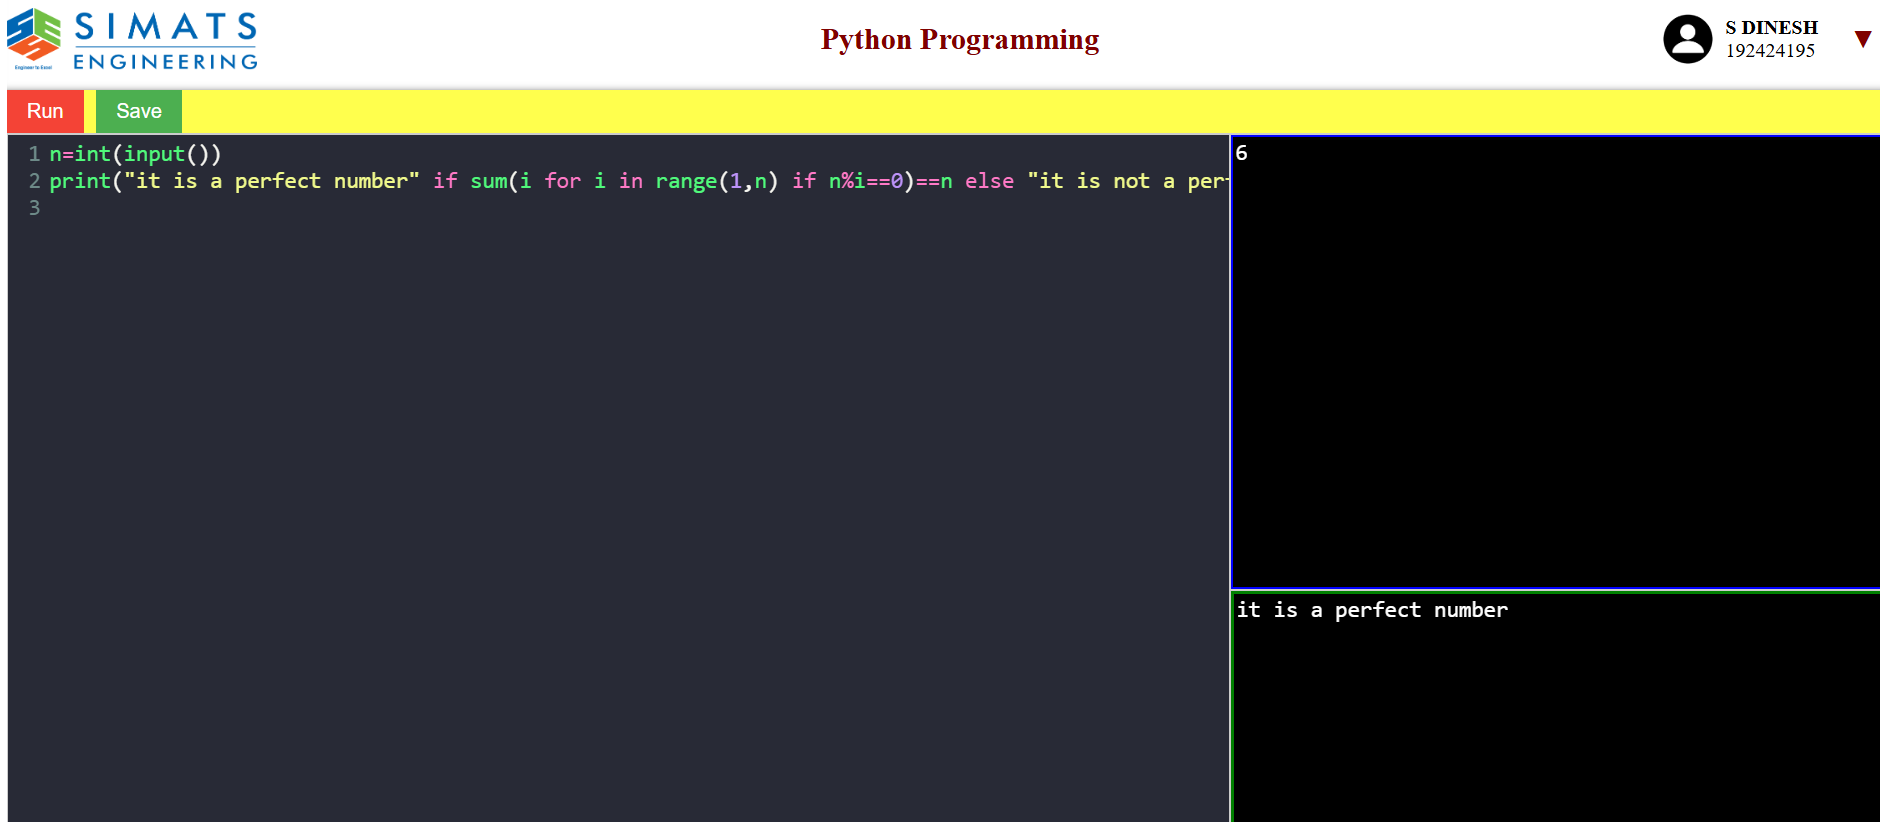 SIMATS
ENGINEERING
Engineer to Excel
Python Programming
S DINESH
192424195
▼
Run
Save
1 n=int(input())
2 print("it is a perfect number" if sum(i for i in range(1,n) if n%i==0)==n else "it is not a
3
6
it is a perfect number